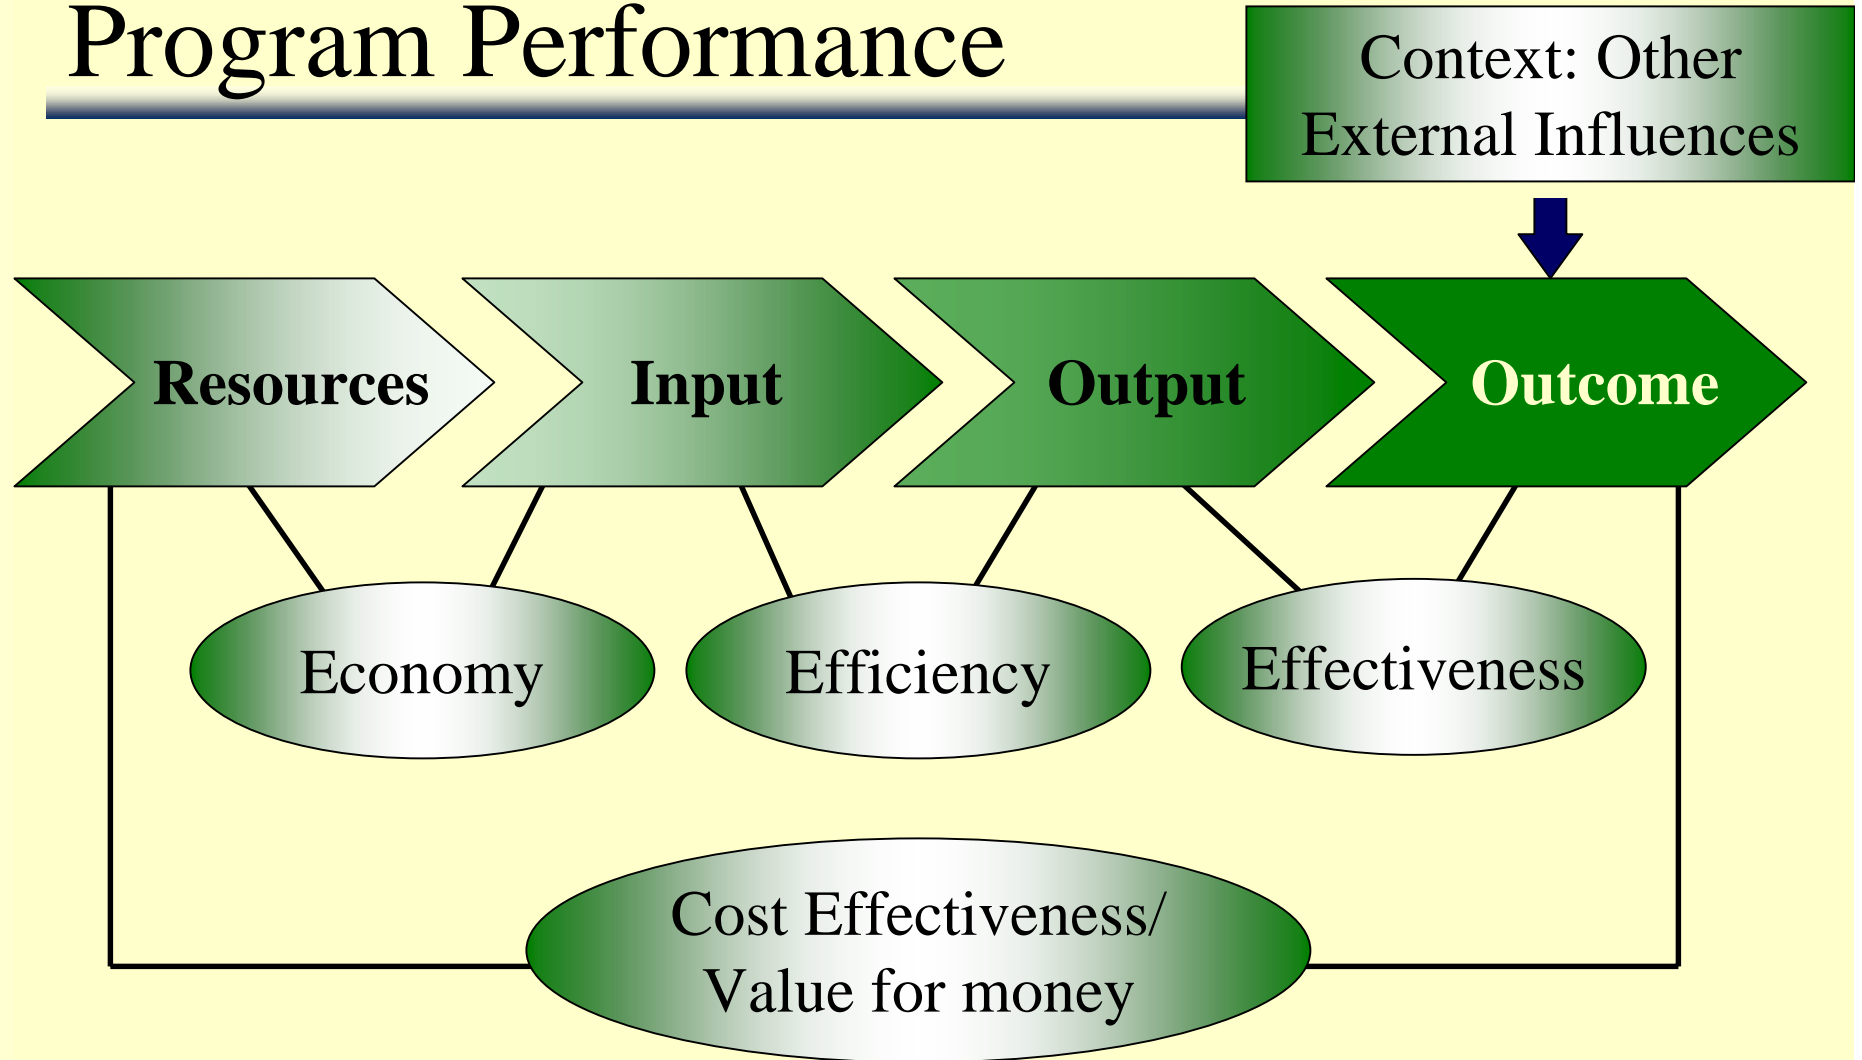 Program Performance
Context: Other
External Influences
Resources
Input
Output
Outcome
Economy
Efficiency
Effectiveness
Cost Effectiveness/
Value for money